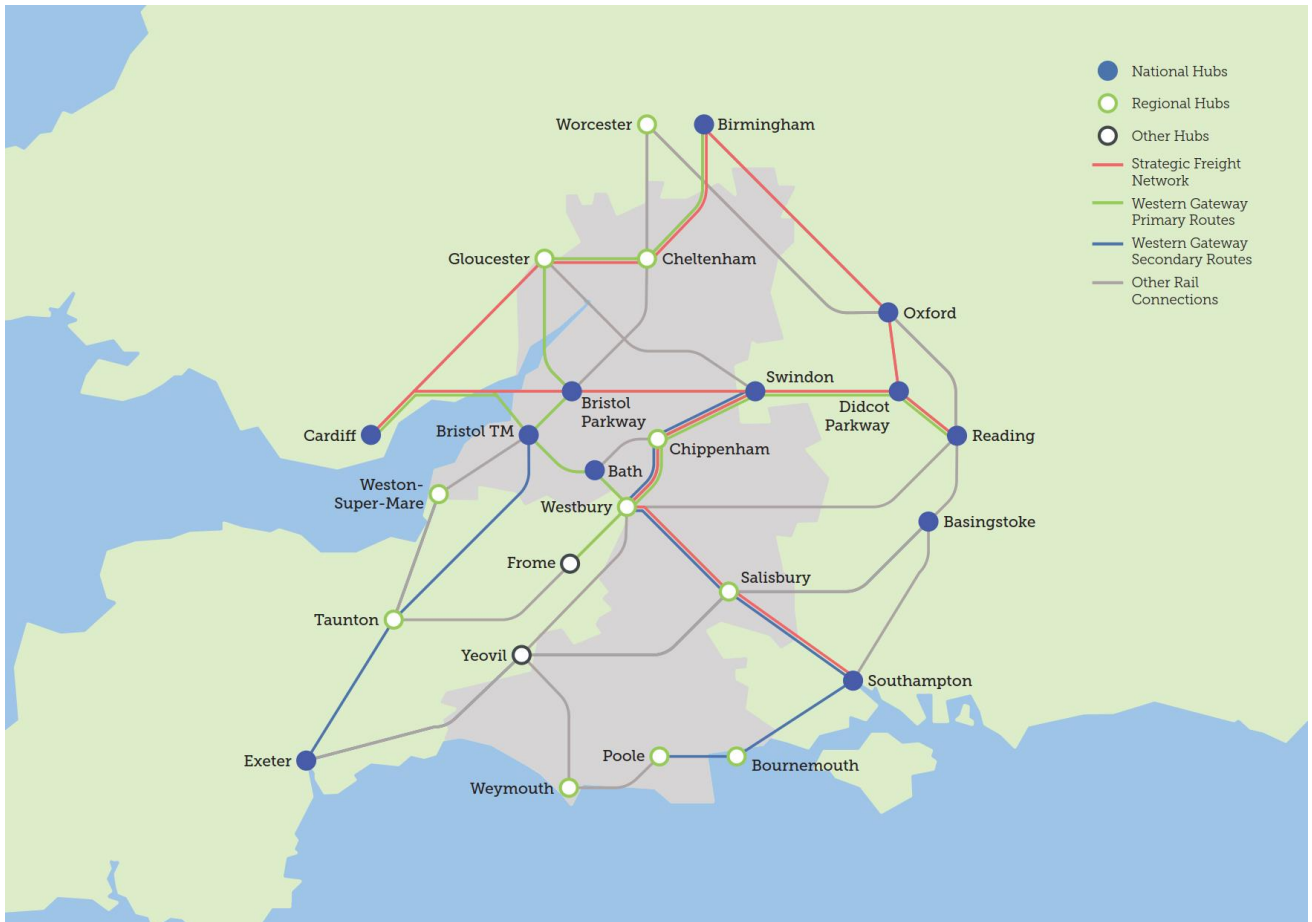 National Hubs
Regional Hubs
Other Hubs
Strategic Freight
Network
Western Gateway
Primary Routes
Western Gateway
Secondary Routes
Other Rail
Connections
Worcester
Birmingham
Gloucester
Cheltenham
Oxford
Swindon
Bristol
Parkway
Didcot
Parkway
Cardiff
Bristol TM
Chippenham
Reading
Bath
Weston-
Super-Mare
Westbury
Basingstoke
Frome
Salisbury
Taunton
Yeovil
Southampton
Exeter
Poole
Bournemouth
Weymouth